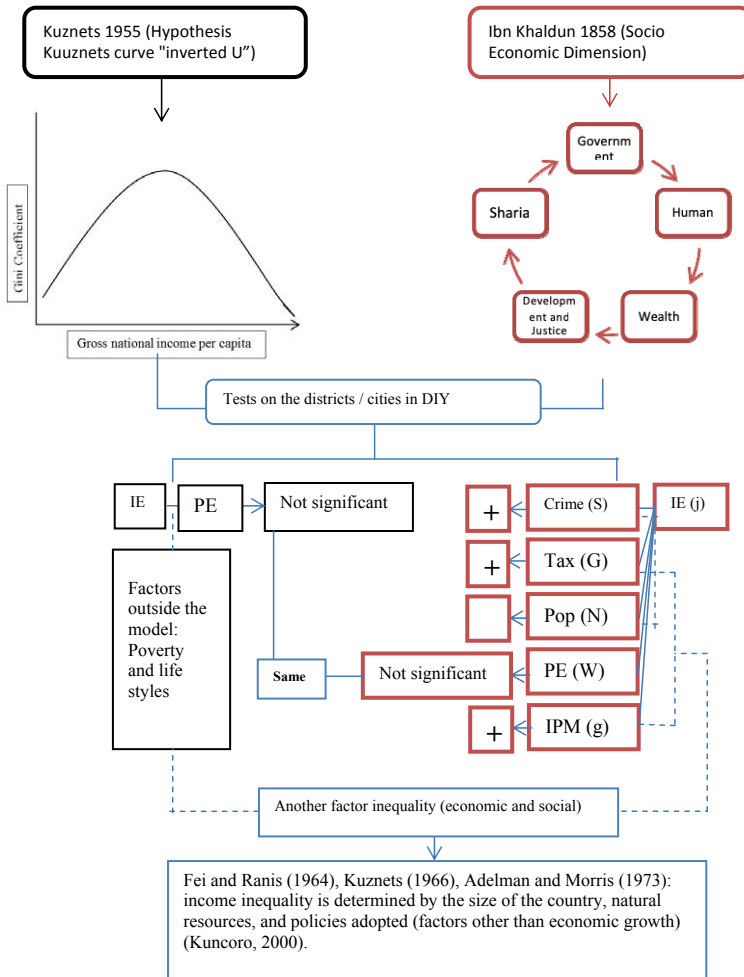 Kuznets 1955 (Hypothesis
Kuuznets curve "inverted U”)
Ibn Khaldun 1858 (Socio
Economic Dimension)
Gini Coefficient
Gross national income per capita
Governm
ent
Human
Wealth
Developm
ent and
Justice
Sharia
Tests on the districts / cities in DIY
IE
PE
Not significant
Factors
outside the
model:
Poverty
and life
styles
Same
Not significant
+
Crime (S)
IE (j)
+
Tax (G)
Pop (N)
PE (W)
+
IPM (g)
Another factor inequality (economic and social)
Fei and Ranis (1964), Kuznets (1966), Adelman and Morris (1973):
income inequality is determined by the size of the country, natural
resources, and policies adopted (factors other than economic growth)
(Kuncoro, 2000).